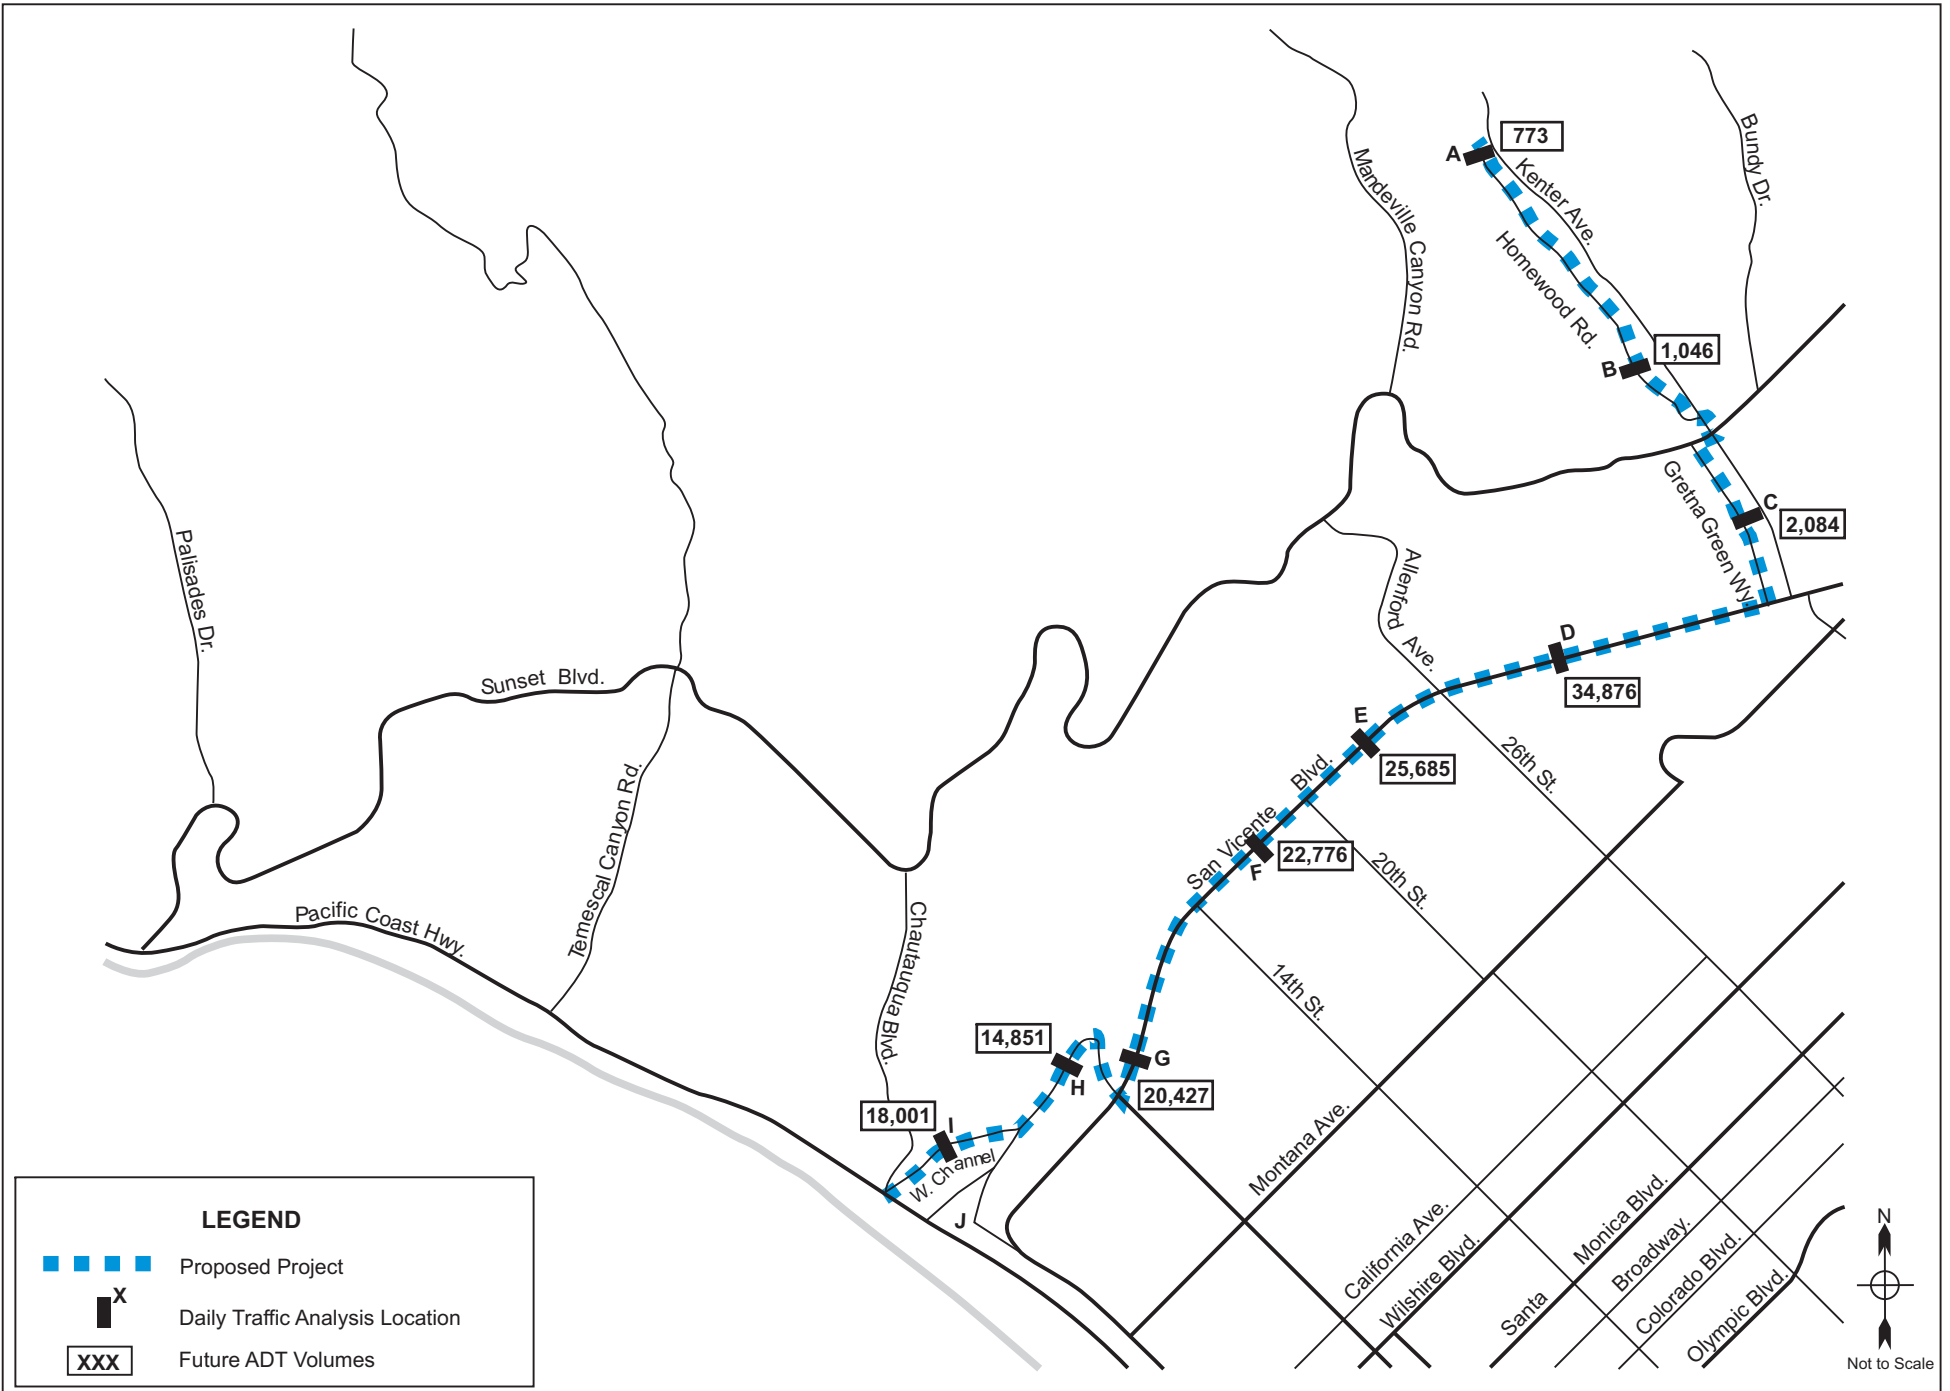 A
773
Kenter Ave.
Homewood Rd.
Mandeville Canyon Rd.
Bundy Dr.
B
1,046
C
2,084
Gretna Green Wy.
Palisades Dr.
Sunset Blvd.
Temescal Canyon Rd.
Pacific Coast Hwy.
Allenford Ave.
D
34,876
E
25,685
San Vicente Blvd.
F
22,776
26th St.
20th St.
14th St.
Chautauqua Blvd.
14,851
H
G
20,427
18,001
I
W. Channel
J
Montana Ave.
California Ave.
Wilshire Blvd.
Santa Monica Blvd.
Broadway.
Colorado Blvd.
Olympic Blvd.
LEGEND
Proposed Project
X
Daily Traffic Analysis Location
XXX
Future ADT Volumes
N
Not to Scale